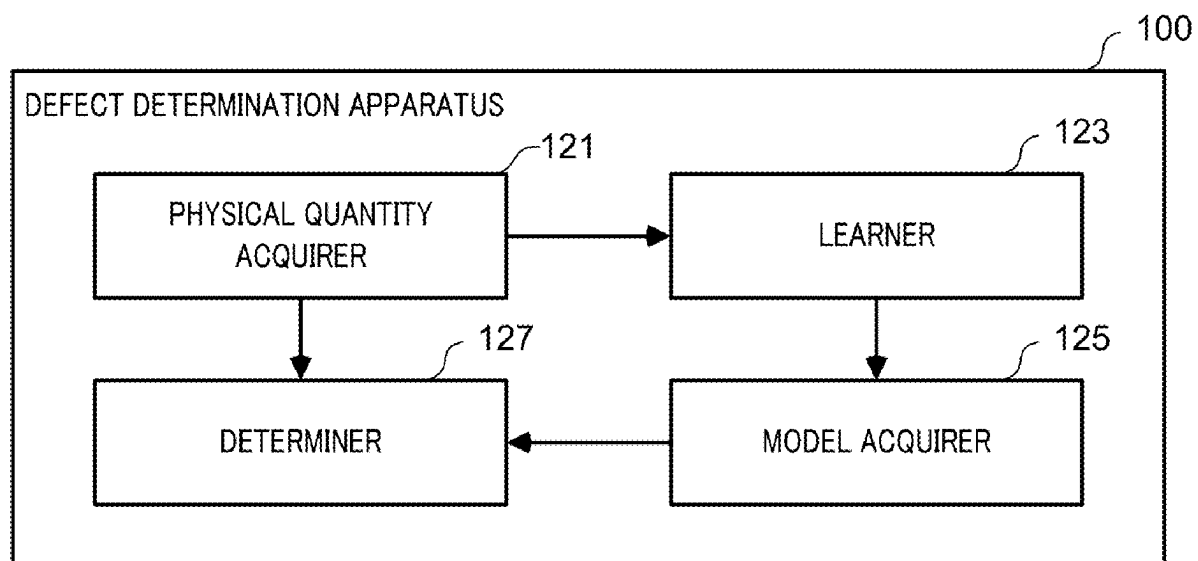 100
DEFECT DETERMINATION APPARATUS
121
123
PHYSICAL QUANTITY
ACQUIRER
LEARNER
127
125
DETERMINER
MODEL ACQUIRER